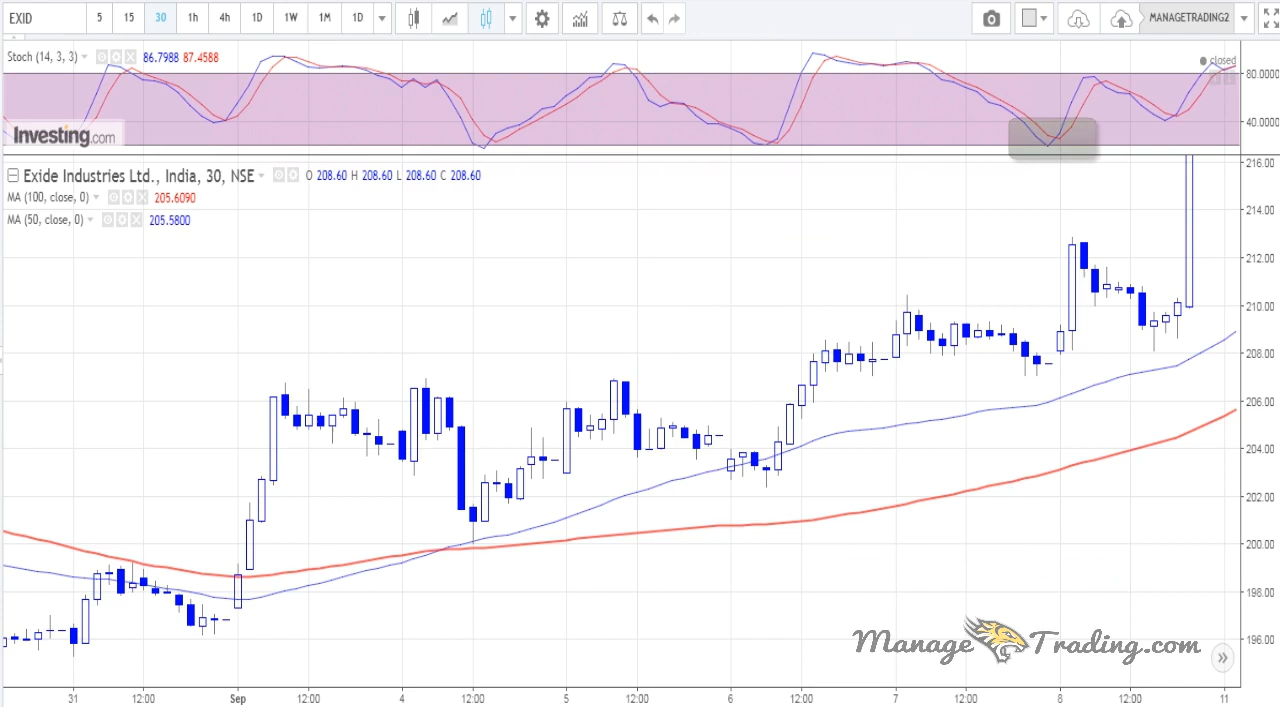 EXID 5 15 30 1h 4h 1D 1W 1M 1D MANAGETRADING2
Stoch (14, 3, 3) 86.7988 87.4588
closed
80.0000
40.0000
Investing.com
Exide Industries Ltd., India, 30, NSE O 208.60 H 208.60 L 208.60 C 208.60
MA (100, close, 0) 205.6090
MA (50, close, 0) 205.5800
216.00
214.00
212.00
210.00
208.00
206.00
204.00
202.00
200.00
198.00
196.00
ManageTrading.com
31 12:00 Sep 12:00 4 12:00 5 12:00 6 12:00 7 12:00 8 12:00 11